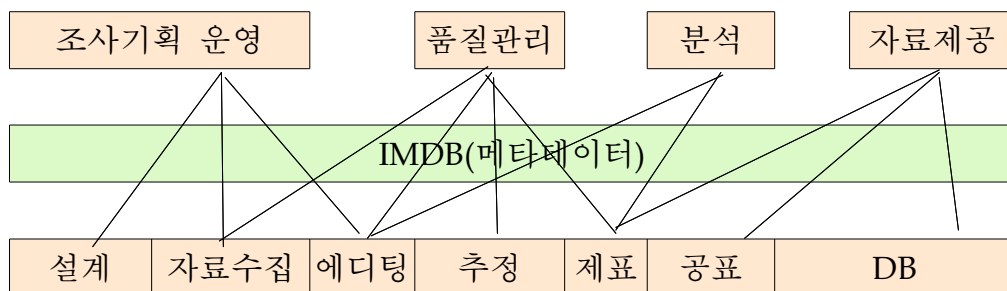 조사기획 운영 품질관리 분석 자료제공
IMDB(메타데이터)
설계 자료수집 에디팅 추정 제표 공표 DB